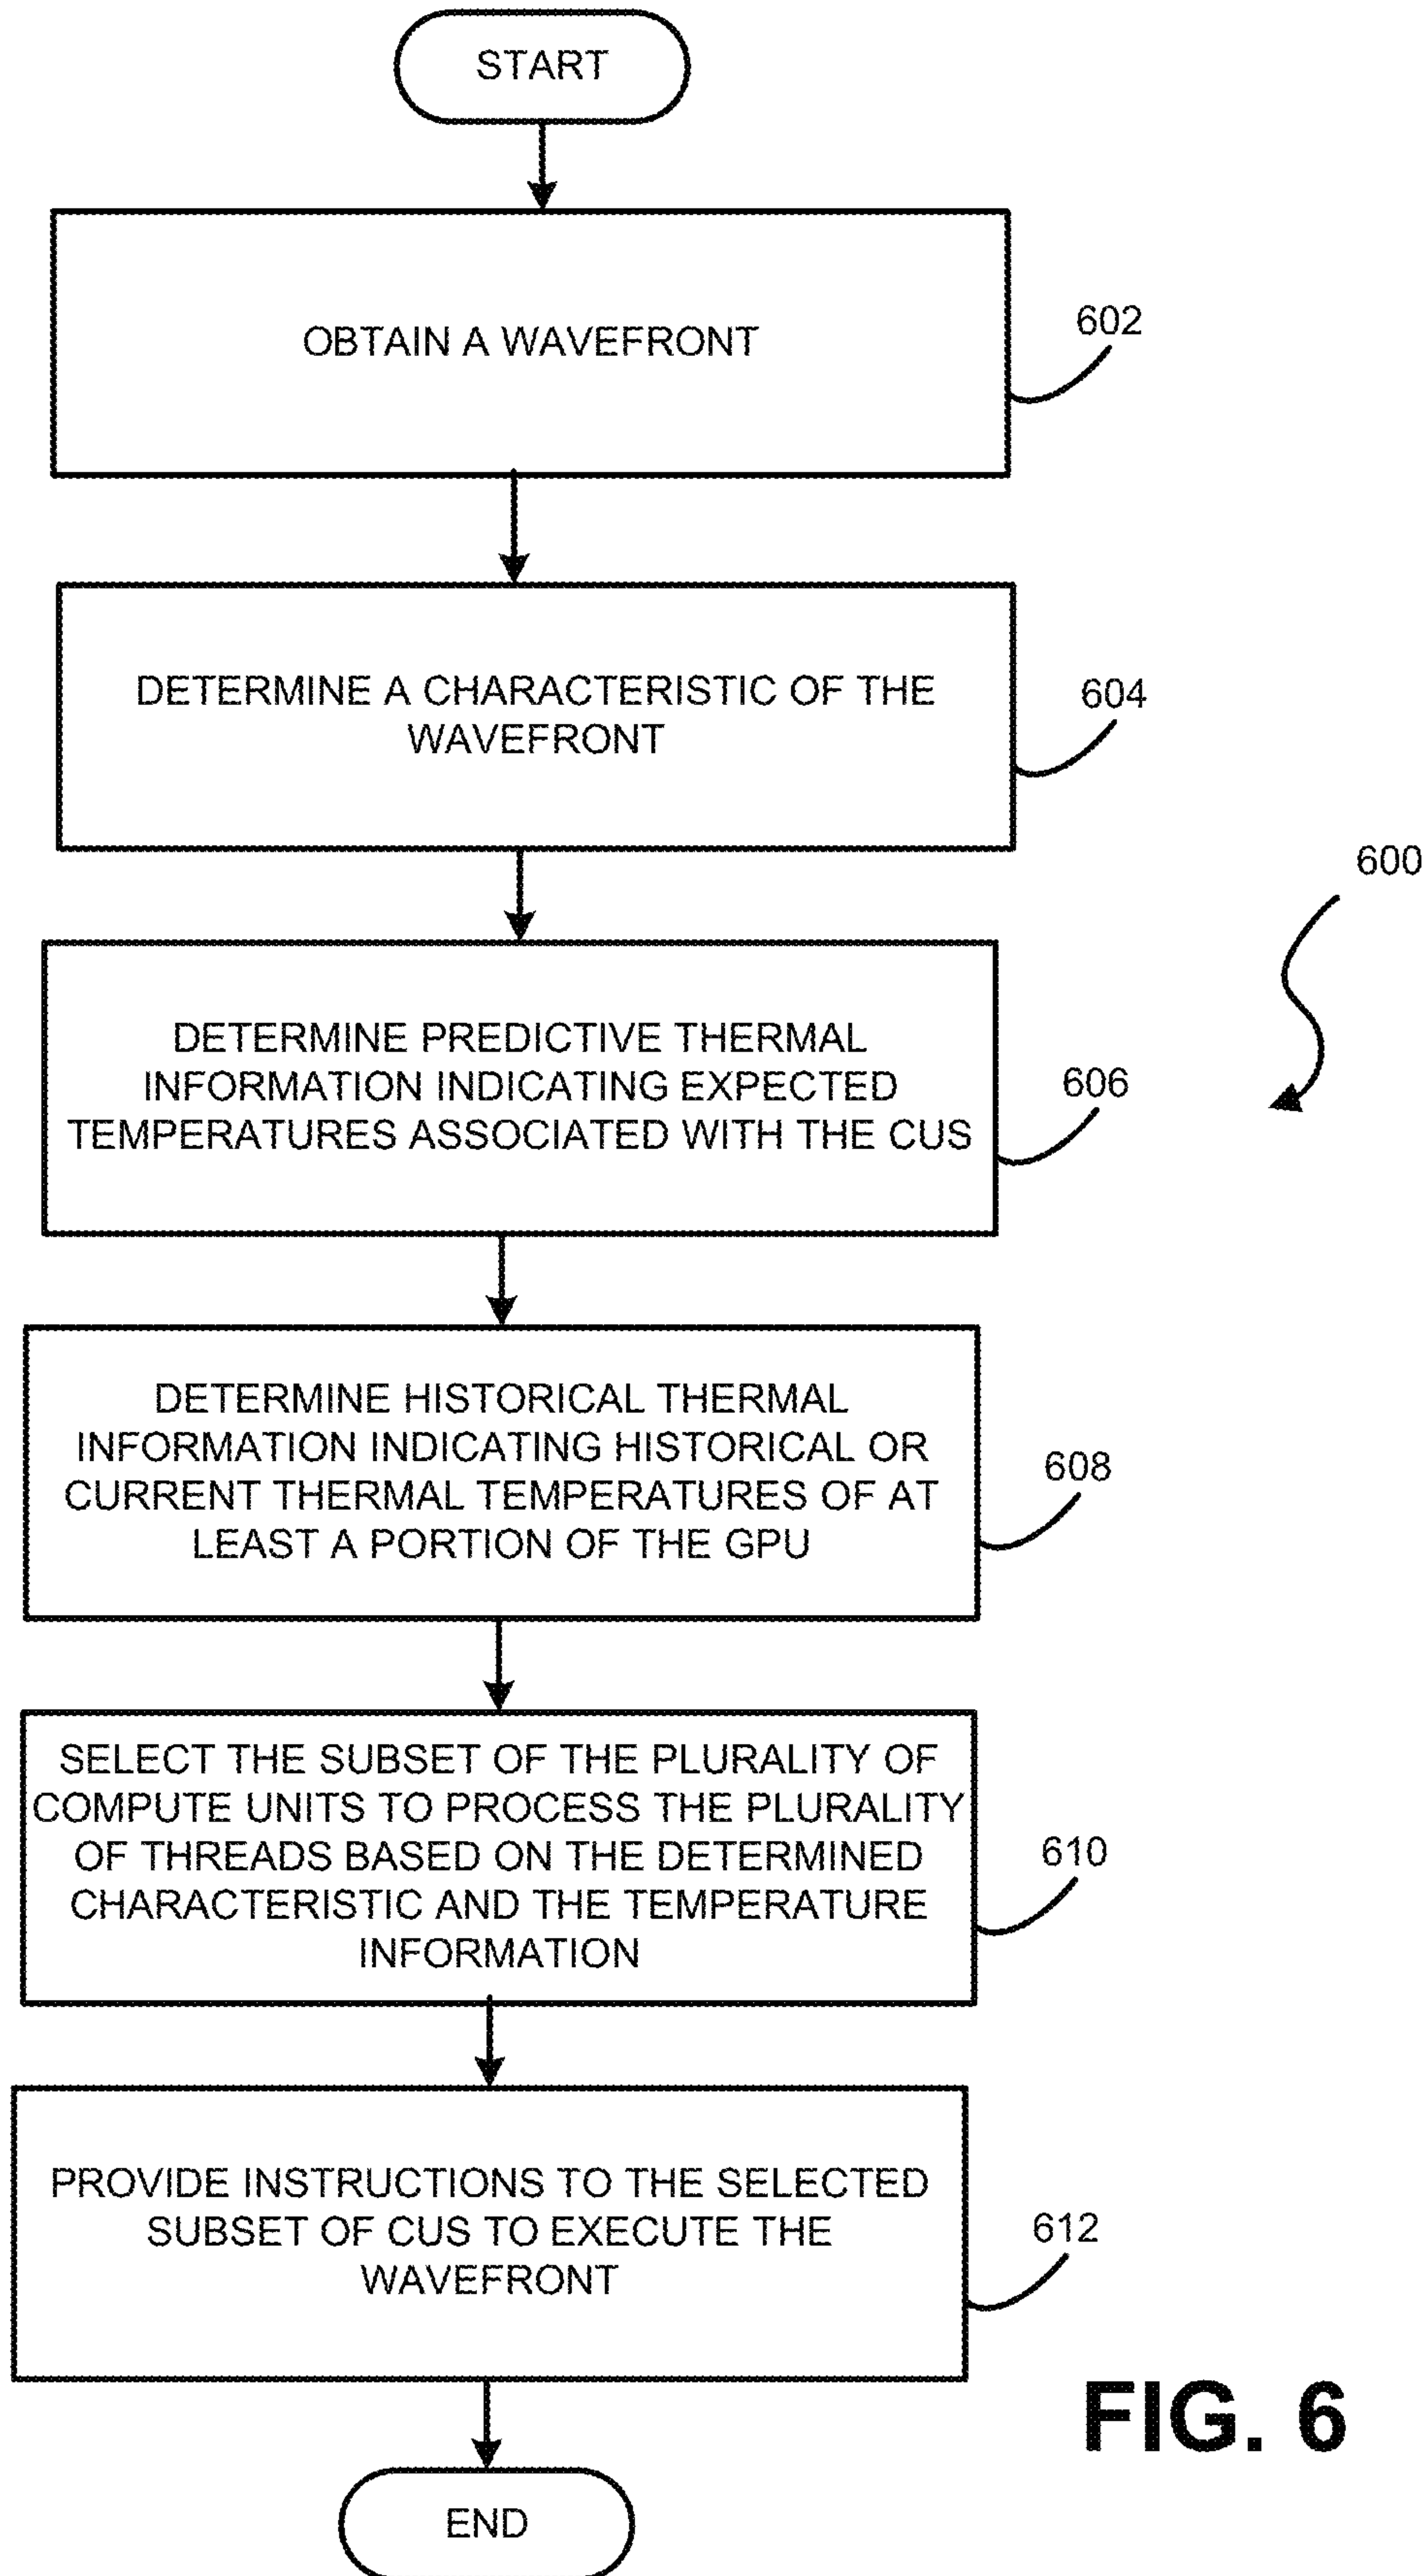 START
OBTAIN A WAVEFRONT
602
DETERMINE A CHARACTERISTIC OF THE
WAVEFRONT
604
600
DETERMINE PREDICTIVE THERMAL
INFORMATION INDICATING EXPECTED
TEMPERATURES ASSOCIATED WITH THE CUS
606
DETERMINE HISTORICAL THERMAL
INFORMATION INDICATING HISTORICAL OR
CURRENT THERMAL TEMPERATURES OF AT
LEAST A PORTION OF THE GPU
608
SELECT THE SUBSET OF THE PLURALITY OF
COMPUTE UNITS TO PROCESS THE PLURALITY
OF THREADS BASED ON THE DETERMINED
CHARACTERISTIC AND THE TEMPERATURE
INFORMATION
610
PROVIDE INSTRUCTIONS TO THE SELECTED
SUBSET OF CUS TO EXECUTE THE
WAVEFRONT
612
FIG. 6
END